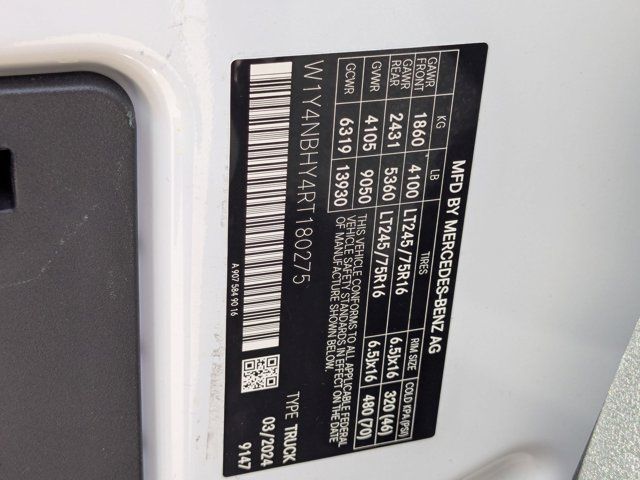 MFD BY MERCEDES-BENZ AG
KG LB TIRES RIM SIZE COLD KPA(PSI)
GAWR FRONT 1860 4100 LT245/75R16 6.5Jx16 320 (46)
GAWR REAR 2431 5360 LT245/75R16 6.5Jx16 480 (70)
GVWR 4105 9050
GCWR 6319 13930
THIS VEHICLE CONFORMS TO ALL APPLICABLE FEDERAL
VEHICLE SAFETY STANDARDS IN EFFECT ON THE DATE
OF MANUFACTURE SHOWN ABOVE
W1Y4NBHY4RT180275
TYPE TRUCK
03/2024
9147
A 907 584 90 16